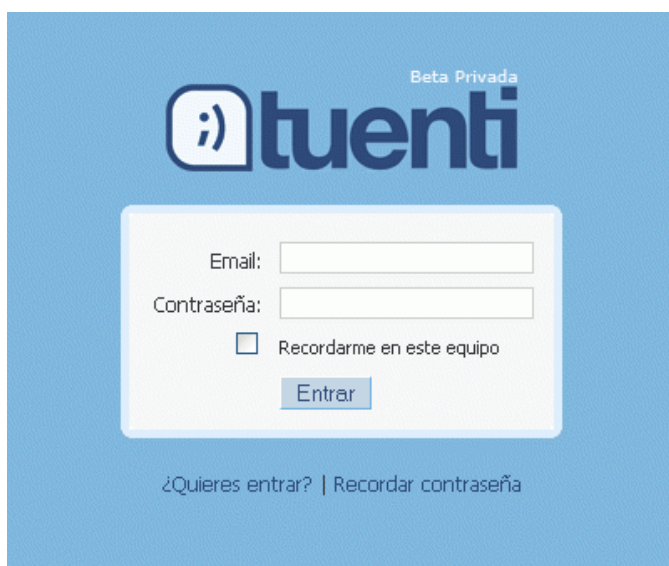 Beta Privada
;) tuenti
Email:
Contraseña:
Recordarme en este equipo
Entrar
¿Quieres entrar? | Recordar contraseña